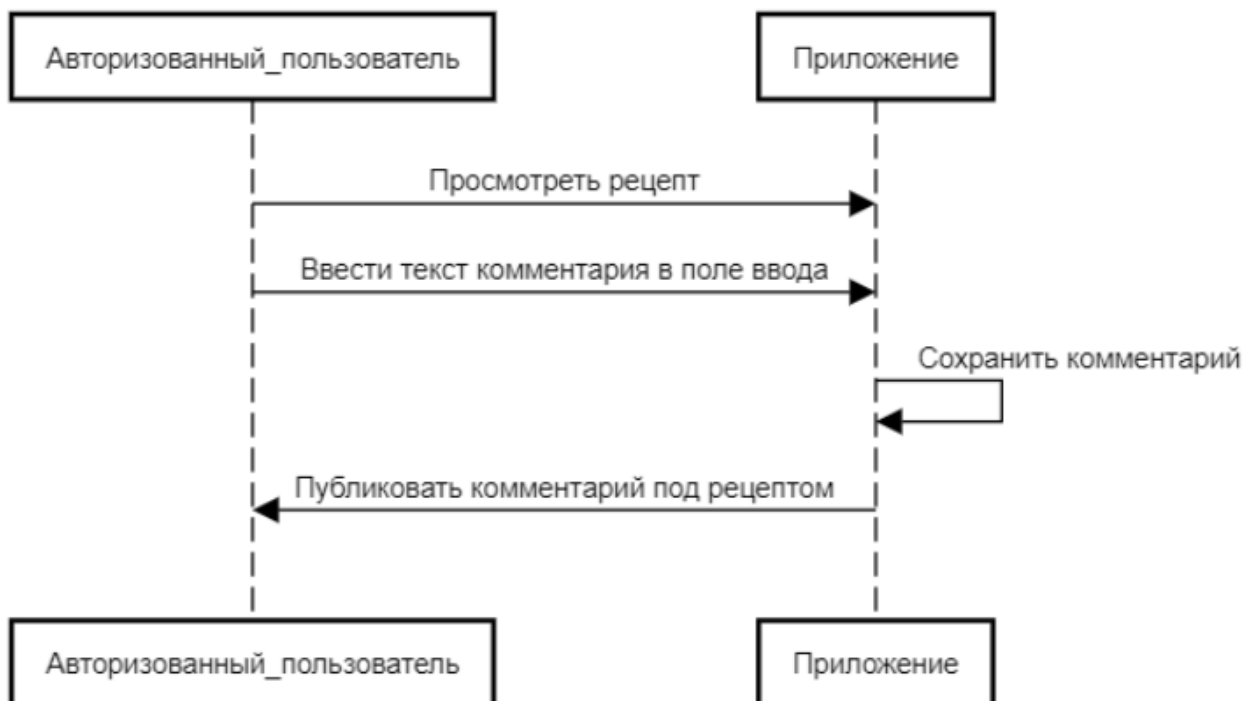 Авторизованный_пользователь
Приложение
Просмотреть рецепт
Ввести текст комментария в поле ввода
Сохранить комментарий
Публиковать комментарий под рецептом
Авторизованный_пользователь
Приложение